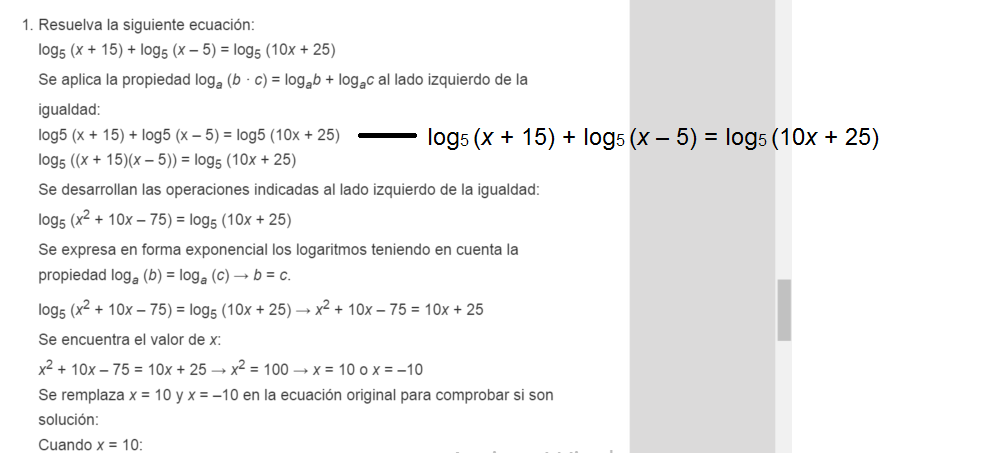 1. Resuelva la siguiente ecuación:
log₅ (x + 15) + log₅ (x – 5) = log₅ (10x + 25)
Se aplica la propiedad logₐ (b · c) = logₐb + logₐc al lado izquierdo de la
igualdad:
log5 (x + 15) + log5 (x – 5) = log5 (10x + 25)
log₅ (x + 15) + log₅ (x – 5) = log₅ (10x + 25)
log₅ ((x + 15)(x – 5)) = log₅ (10x + 25)
Se desarrollan las operaciones indicadas al lado izquierdo de la igualdad:
log₅ (x² + 10x – 75) = log₅ (10x + 25)
Se expresa en forma exponencial los logaritmos teniendo en cuenta la
propiedad logₐ (b) = logₐ (c) → b = c.
log₅ (x² + 10x – 75) = log₅ (10x + 25) → x² + 10x – 75 = 10x + 25
Se encuentra el valor de x:
x² + 10x – 75 = 10x + 25 → x² = 100 → x = 10 o x = –10
Se remplaza x = 10 y x = –10 en la ecuación original para comprobar si son
solución:
Cuando x = 10: